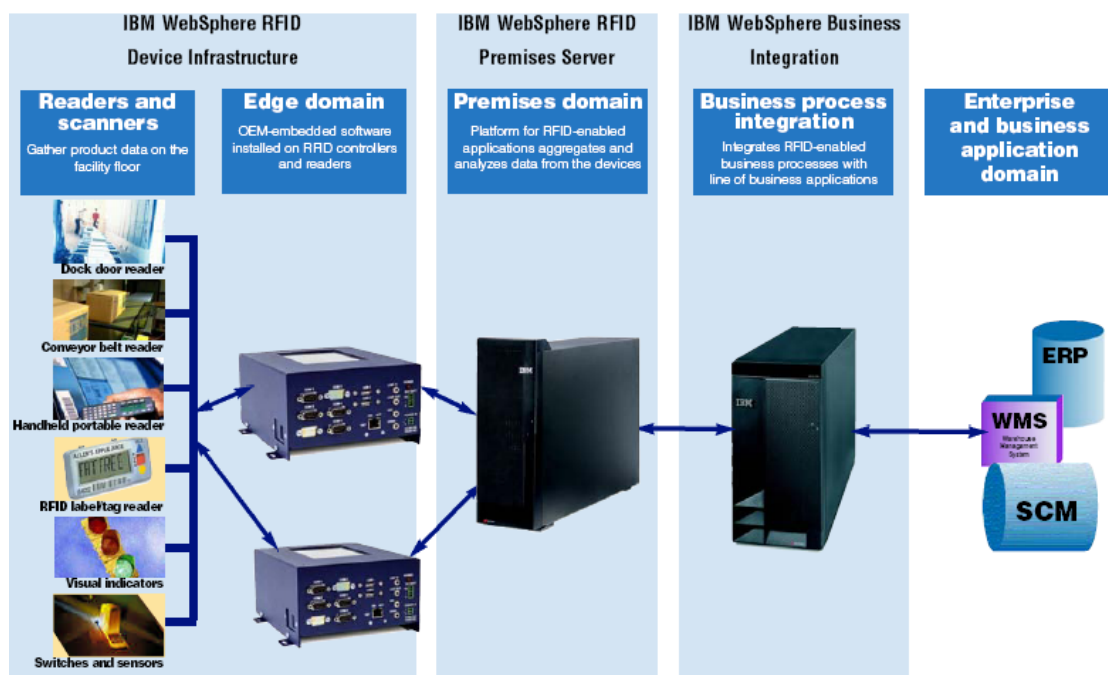 IBM WebSphere RFID
Device Infrastructure
IBM WebSphere RFID
Premises Server
IBM WebSphere Business
Integration
Readers and
scanners
Gather product data on the
facility floor
Edge domain
OEM-embedded software
installed on RFID controllers
and readers
Premises domain
Platform for RFID-enabled
applications aggregates and
analyzes data from the devices
Business process
integration
Integrates RFID-enabled
business processes with
line of business applications
Enterprise
and business
application
domain
Dock door reader
Conveyor belt reader
Handheld portable reader
RFID label/tag reader
Visual indicators
Switches and sensors
IBM
IBM
ERP
WMS
Warehouse
Management
System
SCM